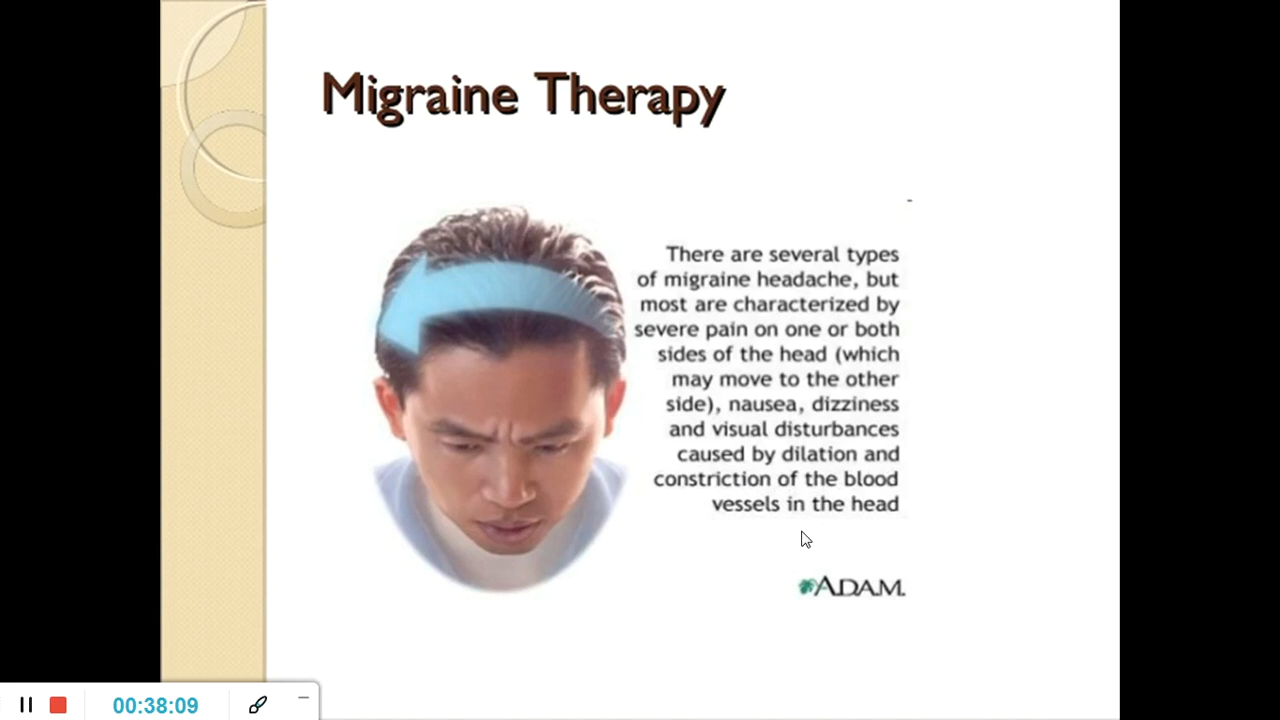 Migraine Therapy
There are several types
of migraine headache, but
most are characterized by
severe pain on one or both
sides of the head (which
may move to the other
side), nausea, dizziness
and visual disturbances
caused by dilation and
constriction of the blood
vessels in the head
ADAM.
00:38:09